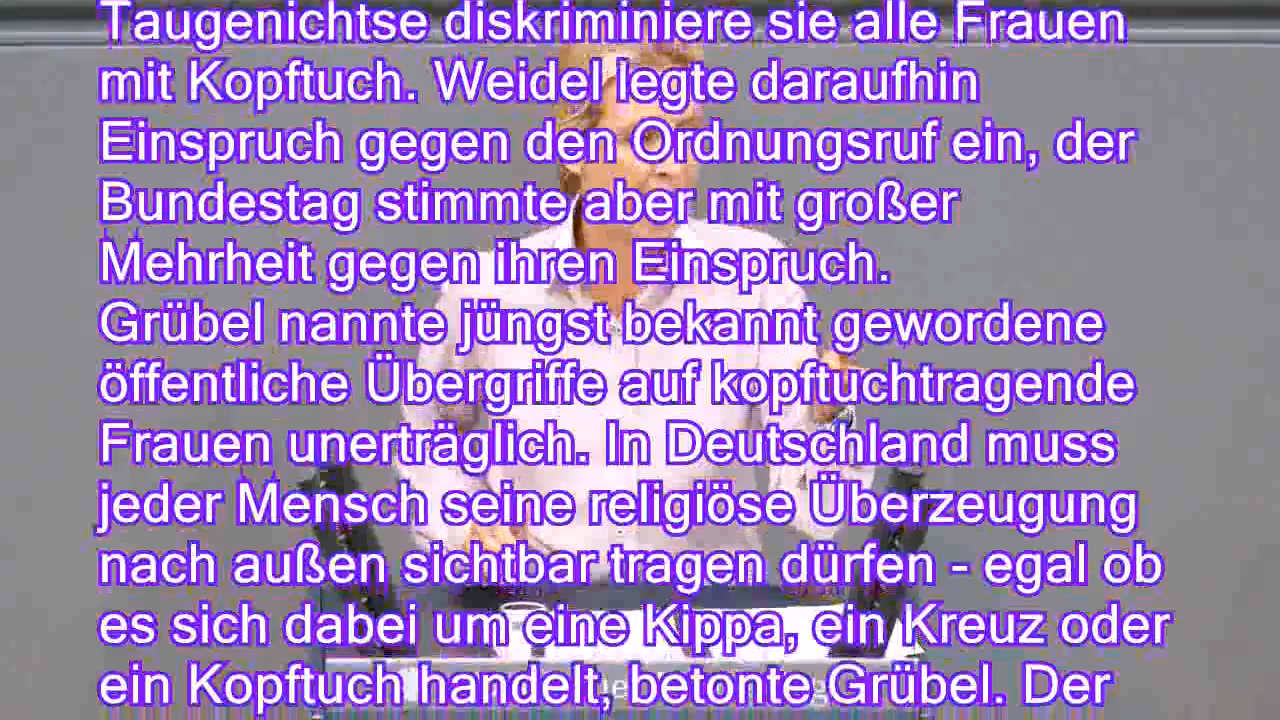 Taugenichtse diskriminiere sie alle Frauen
mit Kopftuch. Weidel legte daraufhin
Einspruch gegen den Ordnungsruf ein, der
Bundestag stimmte aber mit großer
Mehrheit gegen ihren Einspruch.
Grübel nannte jüngst bekannt gewordene
öffentliche Übergriffe auf kopftuchtragende
Frauen unerträglich. In Deutschland muss
jeder Mensch seine religiöse Überzeugung
nach außen sichtbar tragen dürfen - egal ob
es sich dabei um eine Kippa, ein Kreuz oder
ein Kopftuch handelt, betonte Grübel. Der